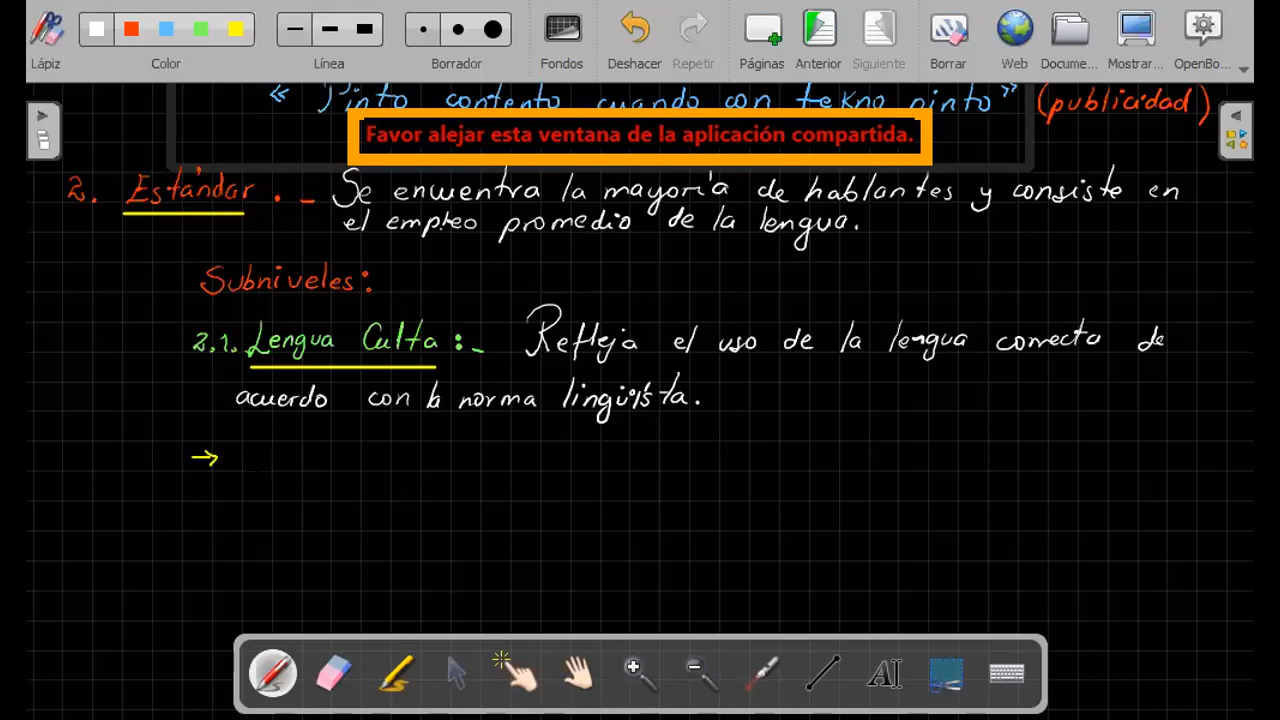 Lápiz Color Línea Borrador Fondos Deshacer Repetir Páginas Anterior Siguiente Borrar Web Docume... Mostrar... OpenBo...
« Pinto contento cuando con tekno pinto" (publicidad)
Favor alejar esta ventana de la aplicación compartida.
2. Estándar .- Se encuentra la mayoría de hablantes y consiste en
el empleo promedio de la lengua.
Subniveles:
2.1. Lengua Culta :- Refleja el uso de la lengua correcta de
acuerdo con la norma lingüísta.
→